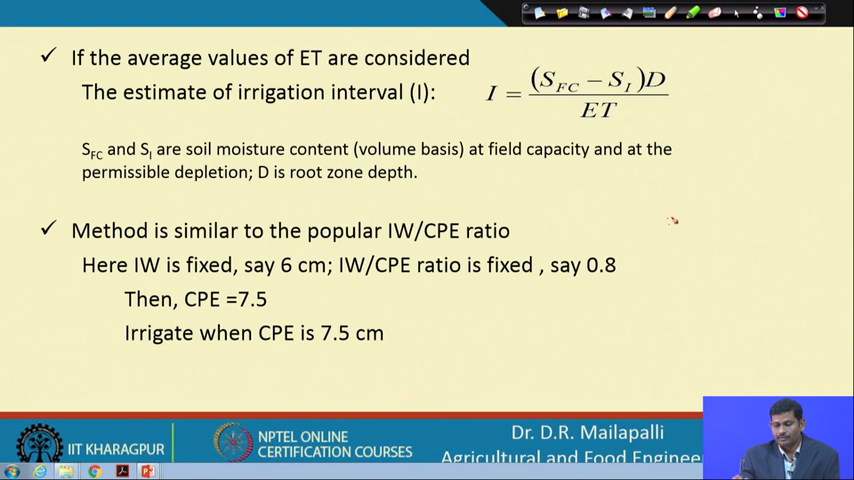 ✓ If the average values of ET are considered
The estimate of irrigation interval (I):
I = (S_FC − S_I)D / ET
S_FC and S_I are soil moisture content (volume basis) at field capacity and at the
permissible depletion; D is root zone depth.
✓ Method is similar to the popular IW/CPE ratio
Here IW is fixed, say 6 cm; IW/CPE ratio is fixed , say 0.8
Then, CPE =7.5
Irrigate when CPE is 7.5 cm
IIT KHARAGPUR
NPTEL ONLINE
CERTIFICATION COURSES
Dr. D.R. Mailapalli
Agricultural and Food Engineer